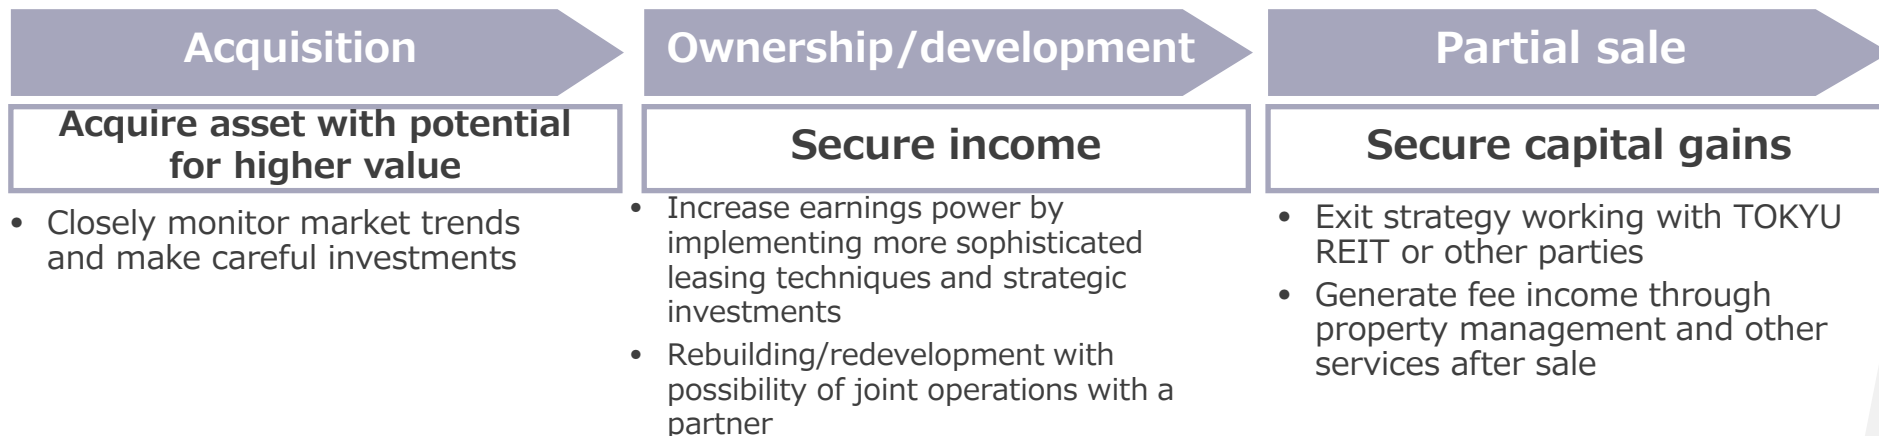 Acquisition
Acquire asset with potential
for higher value
• Closely monitor market trends
and make careful investments
Ownership/development
Secure income
• Increase earnings power by
implementing more sophisticated
leasing techniques and strategic
investments
• Rebuilding/redevelopment with
possibility of joint operations with a
partner
Partial sale
Secure capital gains
• Exit strategy working with TOKYU
REIT or other parties
• Generate fee income through
property management and other
services after sale